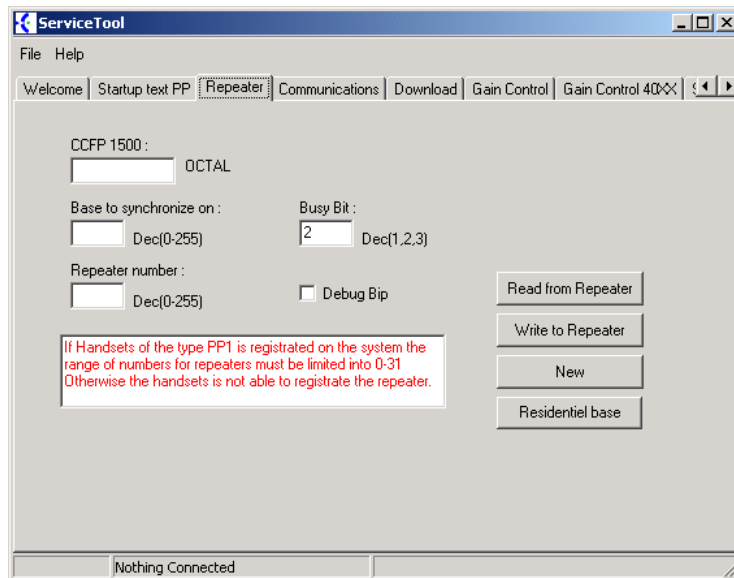 ServiceTool
File Help
Welcome Startup text PP Repeater Communications Download Gain Control Gain Control 40XX
CCFP 1500 :
OCTAL
Base to synchronize on :
Dec(0-255)
Busy Bit :
2
Dec(1,2,3)
Repeater number :
Dec(0-255)
Debug Bip
If Handsets of the type PP1 is registrated on the system the
range of numbers for repeaters must be limited into 0-31
Otherwise the handsets is not able to registrate the repeater.
Read from Repeater
Write to Repeater
New
Residentiel base
Nothing Connected